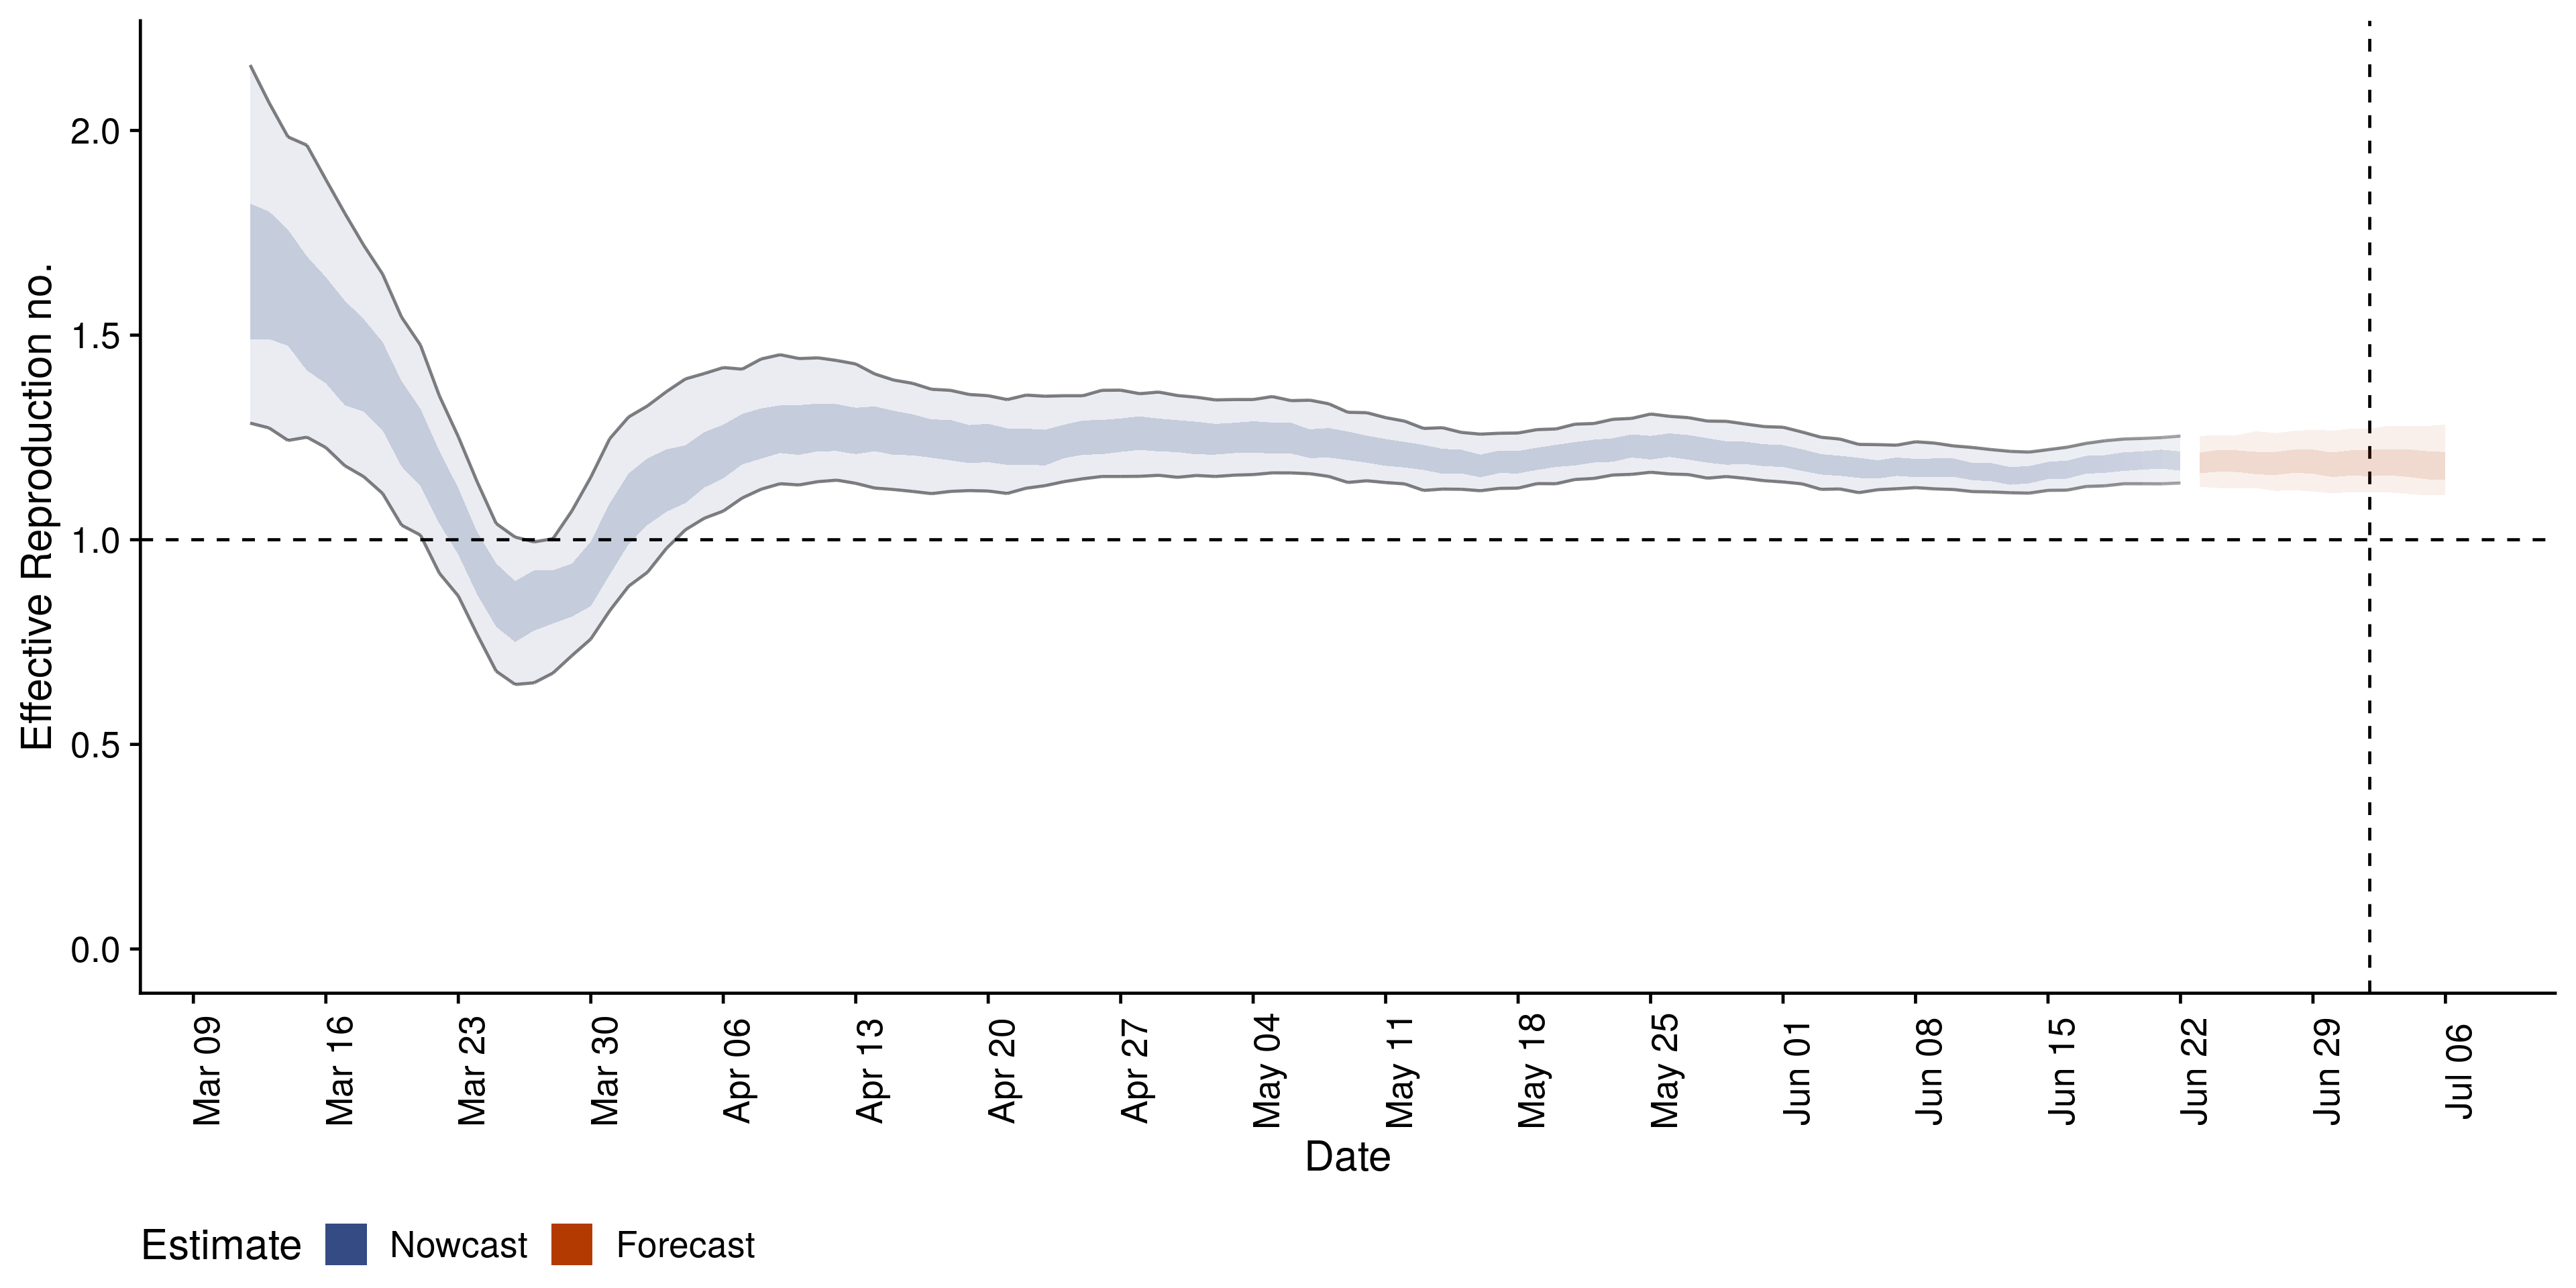 Effective Reproduction no.
2.0
1.5
1.0
0.5
0.0
Mar 09
Mar 16
Mar 23
Mar 30
Apr 06
Apr 13
Apr 20
Apr 27
May 04
May 11
May 18
May 25
Jun 01
Jun 08
Jun 15
Jun 22
Jun 29
Jul 06
Date
Estimate Nowcast Forecast